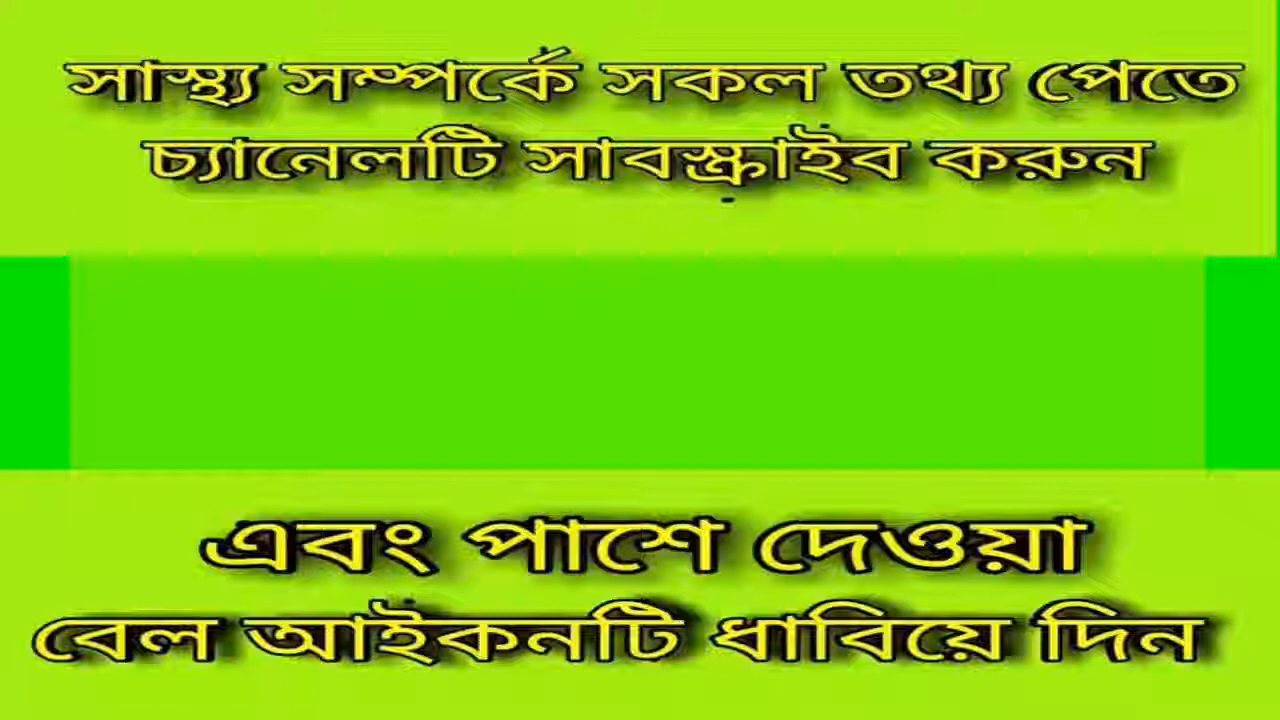 সাস্থ্য সম্পর্কে সকল তথ্য পেতে
চ্যানেলটি সাবস্ক্রাইব করুন
এবং পাশে দেওয়া
বেল আইকনটি ধাবিয়ে দিন